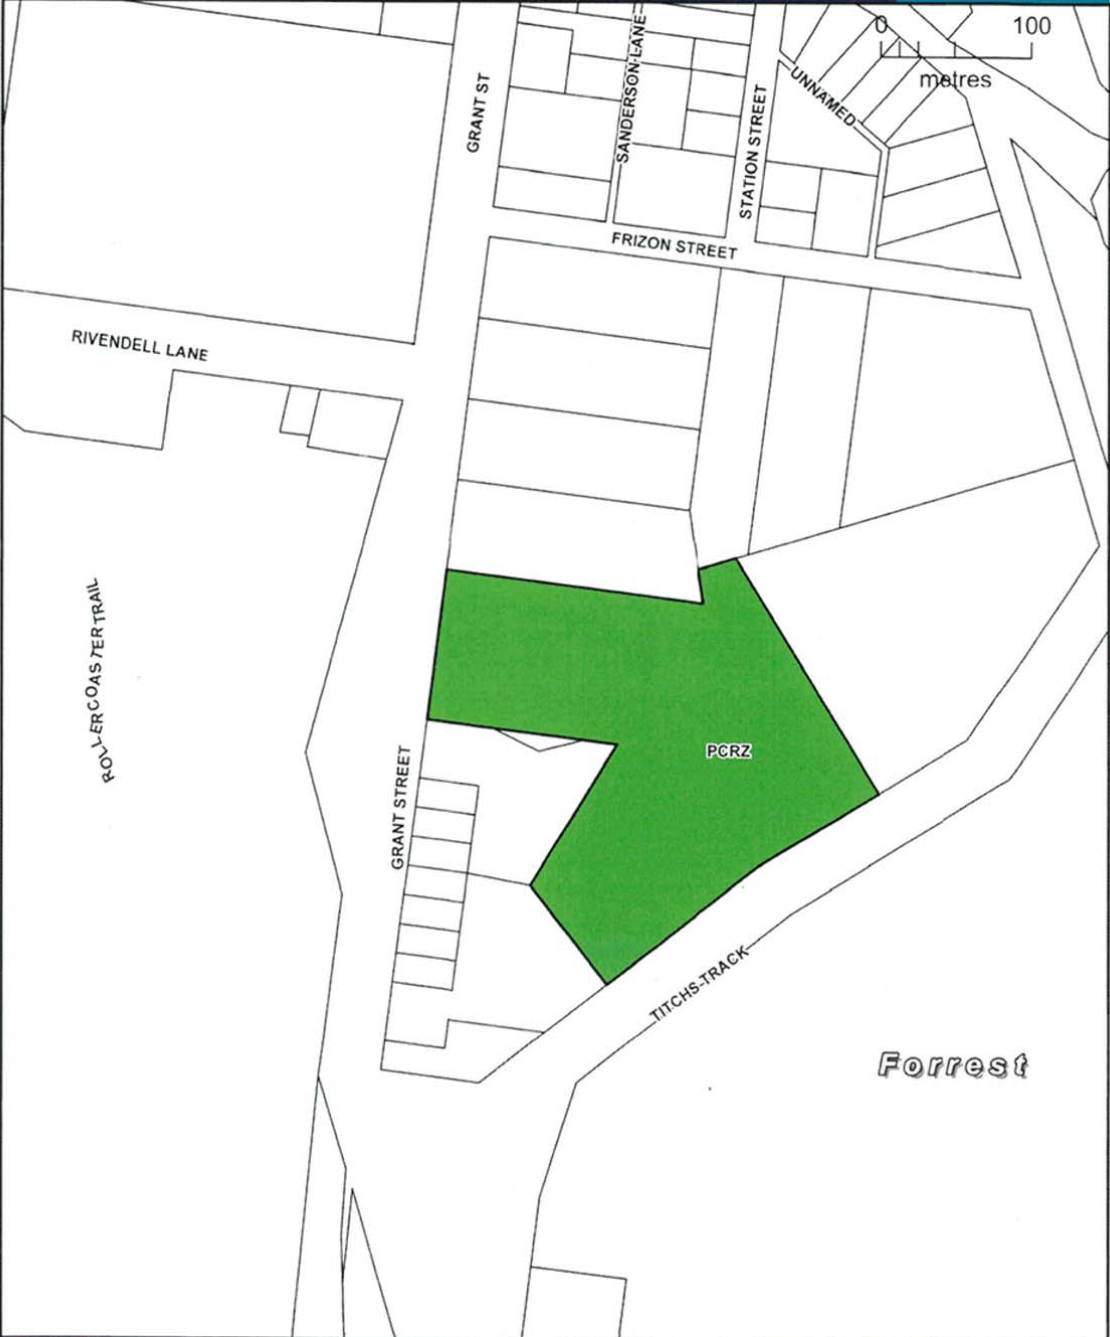 0 100
metres
GRANT ST
SANDERSON LANE
STATION STREET
UNNAMED
FRIZON STREET
RIVENDELL LANE
ROLLERCOASTER TRAIL
PCRZ
GRANT STREET
TITCHS-TRACK
Forrest